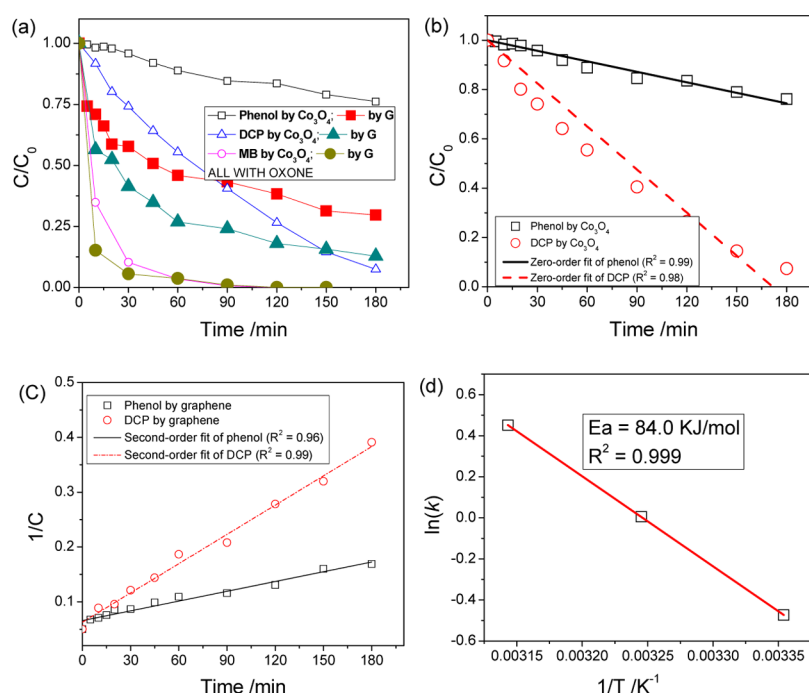 (a)
1.00
0.75
0.50
0.25
0.00
C/C₀
Phenol by Co₃O₄; by G
DCP by Co₃O₄; by G
MB by Co₃O₄; by G
ALL WITH OXONE
0 30 60 90 120 150 180
Time /min
(b)
1.0
0.8
0.6
0.4
0.2
0.0
C/C₀
Phenol by Co₃O₄
DCP by Co₃O₄
Zero-order fit of phenol (R² = 0.99)
Zero-order fit of DCP (R² = 0.98)
0 30 60 90 120 150 180
Time /min
(C)
0.5
0.4
0.3
0.2
0.1
1/C
Phenol by graphene
DCP by graphene
Second-order fit of phenol (R² = 0.96)
Second-order fit of DCP (R² = 0.99)
0 30 60 90 120 150 180
Time /min
(d)
0.6
0.4
0.2
0.0
-0.2
-0.4
-0.6
ln(k)
Ea = 84.0 KJ/mol
R² = 0.999
0.00315 0.00320 0.00325 0.00330 0.00335
1/T /K⁻¹